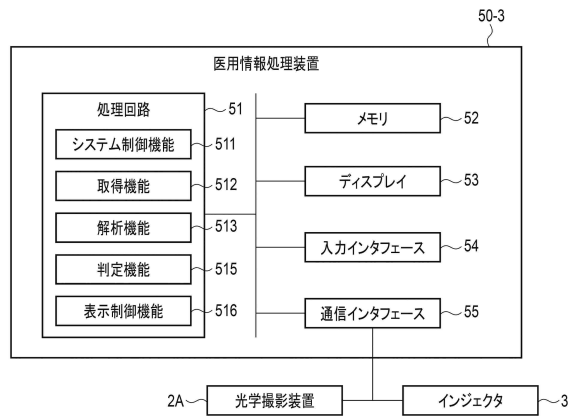 50-3
医用情報処理装置
処理回路 51
システム制御機能 511
取得機能 512
解析機能 513
判定機能 515
表示制御機能 516
メモリ 52
ディスプレイ 53
入力インタフェース 54
通信インタフェース 55
2A 光学撮影装置
インジェクタ 3